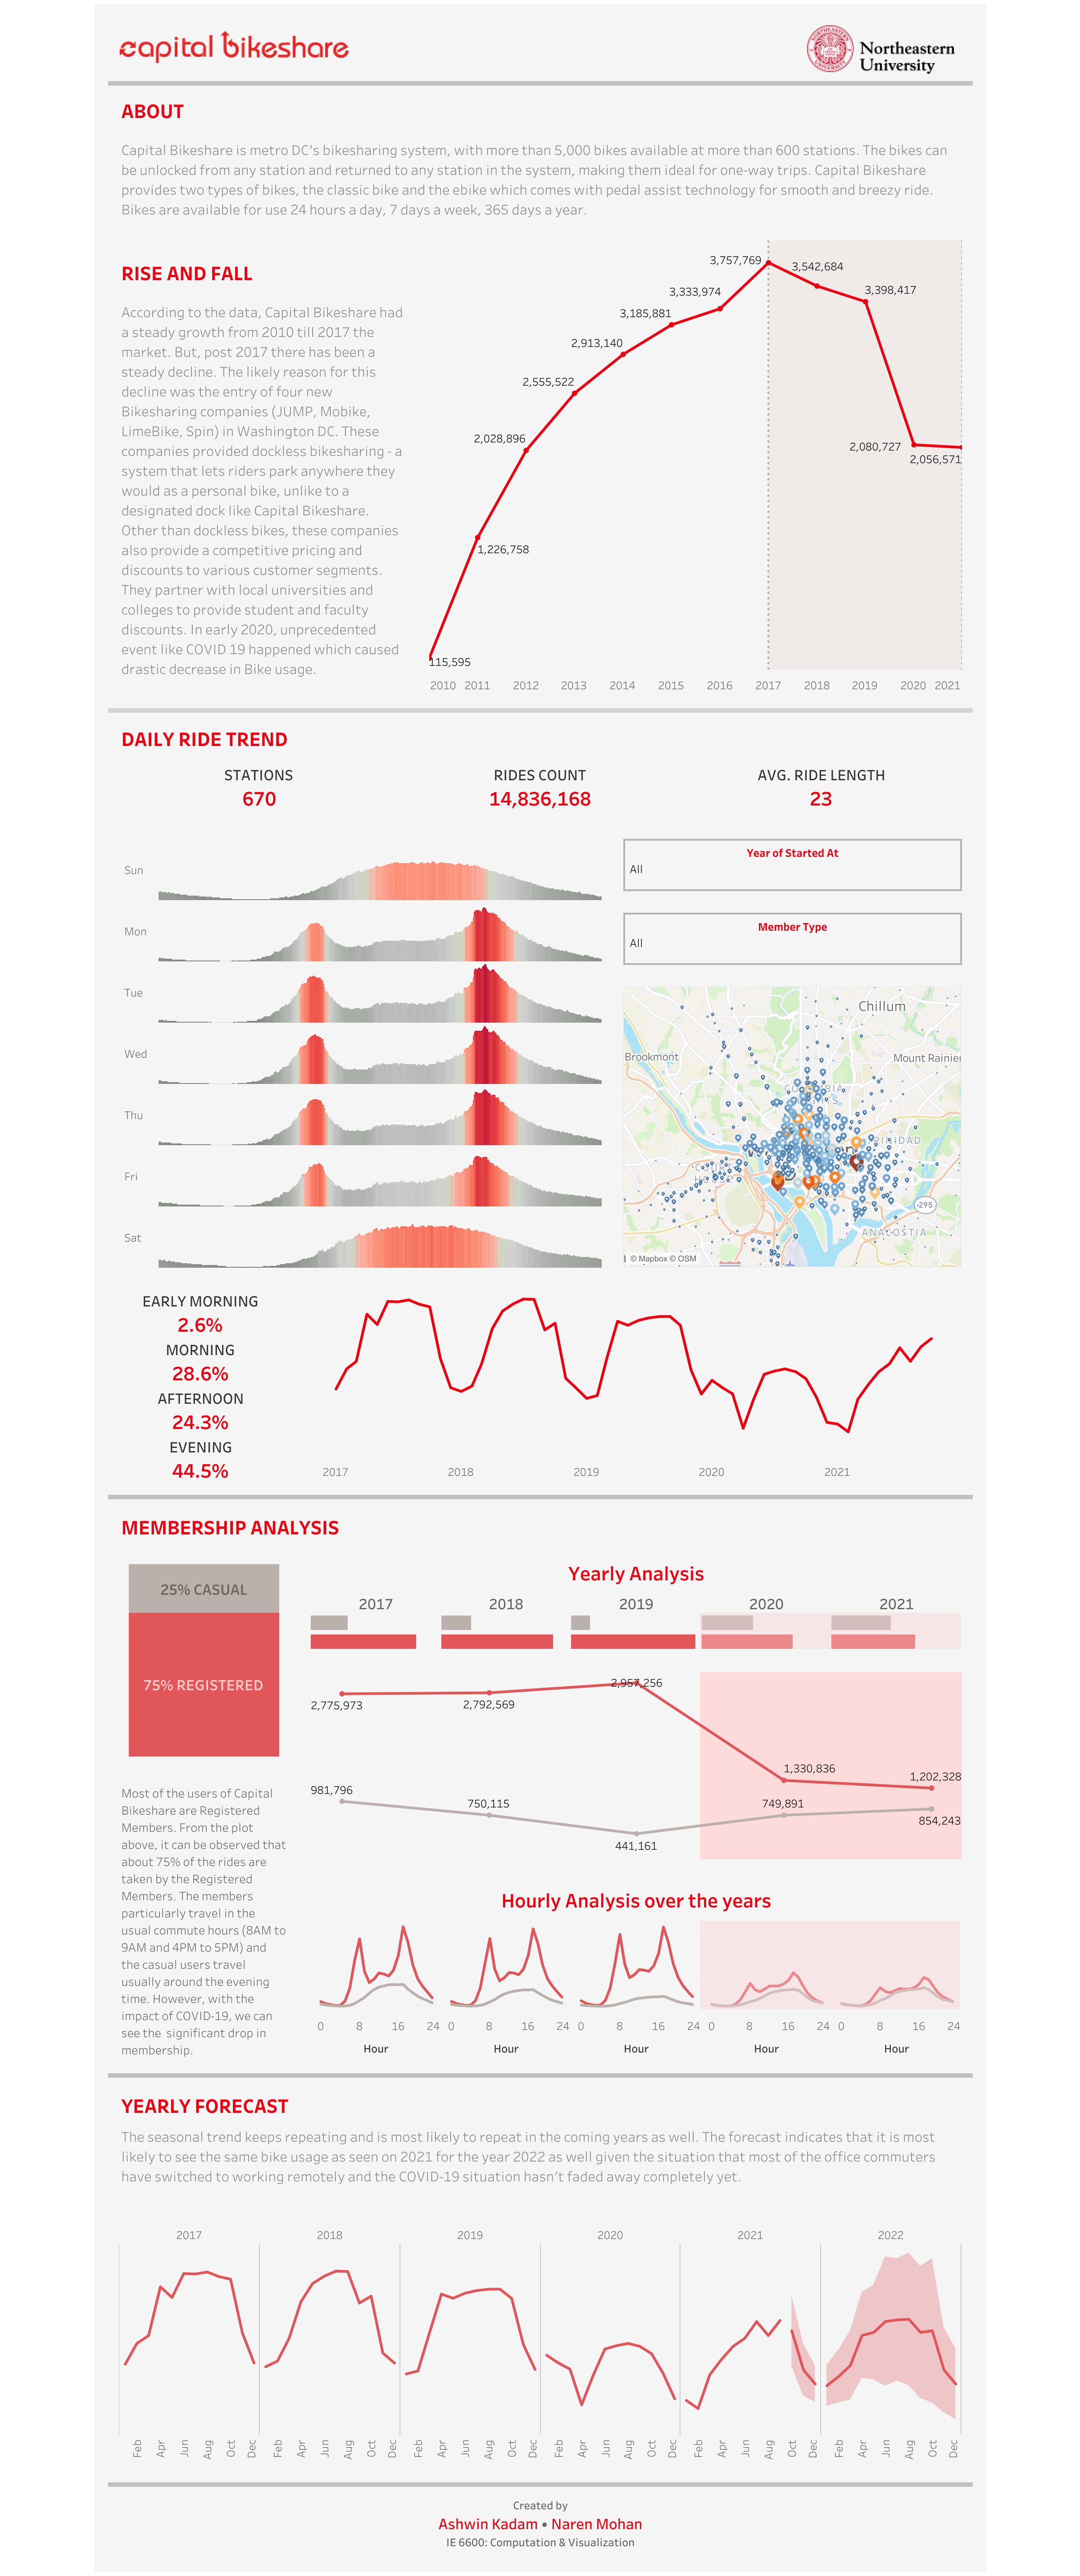 capital bikeshare
Northeastern
University
ABOUT
Capital Bikeshare is metro DC's bikesharing system, with more than 5,000 bikes available at more than 600 stations. The bikes can
be unlocked from any station and returned to any station in the system, making them ideal for one-way trips. Capital Bikeshare
provides two types of bikes, the classic bike and the ebike which comes with pedal assist technology for smooth and breezy ride.
Bikes are available for use 24 hours a day, 7 days a week, 365 days a year.
RISE AND FALL
According to the data, Capital Bikeshare had
a steady growth from 2010 till 2017 the
market. But, post 2017 there has been a
steady decline. The likely reason for this
decline was the entry of four new
Bikesharing companies (JUMP, Mobike,
LimeBike, Spin) in Washington DC. These
companies provided dockless bikesharing - a
system that lets riders park anywhere they
would as a personal bike, unlike to a
designated dock like Capital Bikeshare.
Other than dockless bikes, these companies
also provide a competitive pricing and
discounts to various customer segments.
They partner with local universities and
colleges to provide student and faculty
discounts. In early 2020, unprecedented
event like COVID 19 happened which caused
drastic decrease in Bike usage.
3,757,769
3,542,684
3,333,974
3,398,417
3,185,881
2,913,140
2,555,522
2,028,896
2,080,727
2,056,571
1,226,758
115,595
2010 2011 2012 2013 2014 2015 2016 2017 2018 2019 2020 2021
DAILY RIDE TREND
STATIONS
670
RIDES COUNT
14,836,168
AVG. RIDE LENGTH
23
Sun
Mon
Tue
Wed
Thu
Fri
Sat
Year of Started At
All
Member Type
All
Chillum
Brookmont
Mount Rainier
ANACOSTIA
295
© Mapbox © OSM
EARLY MORNING
2.6%
MORNING
28.6%
AFTERNOON
24.3%
EVENING
44.5%
2017 2018 2019 2020 2021
MEMBERSHIP ANALYSIS
25% CASUAL
75% REGISTERED
Most of the users of Capital
Bikeshare are Registered
Members. From the plot
above, it can be observed that
about 75% of the rides are
taken by the Registered
Members. The members
particularly travel in the
usual commute hours (8AM to
9AM and 4PM to 5PM) and
the casual users travel
usually around the evening
time. However, with the
impact of COVID-19, we can
see the significant drop in
membership.
Yearly Analysis
2017 2018 2019 2020 2021
2,775,973
2,792,569
2,957,256
1,330,836
1,202,328
981,796
750,115
441,161
749,891
854,243
Hourly Analysis over the years
0 8 16 24 0 8 16 24 0 8 16 24 0 8 16 24 0 8 16 24
Hour Hour Hour Hour Hour
YEARLY FORECAST
The seasonal trend keeps repeating and is most likely to repeat in the coming years as well. The forecast indicates that it is most
likely to see the same bike usage as seen on 2021 for the year 2022 as well given the situation that most of the office commuters
have switched to working remotely and the COVID-19 situation hasn't faded away completely yet.
2017 2018 2019 2020 2021 2022
Feb Apr Jun Aug Oct Dec Feb Apr Jun Aug Oct Dec Feb Apr Jun Aug Oct Dec Feb Apr Jun Aug Oct Dec Feb Apr Jun Aug Oct Dec Feb Apr Jun Aug Oct Dec
Created by
Ashwin Kadam • Naren Mohan
IE 6600: Computation & Visualization